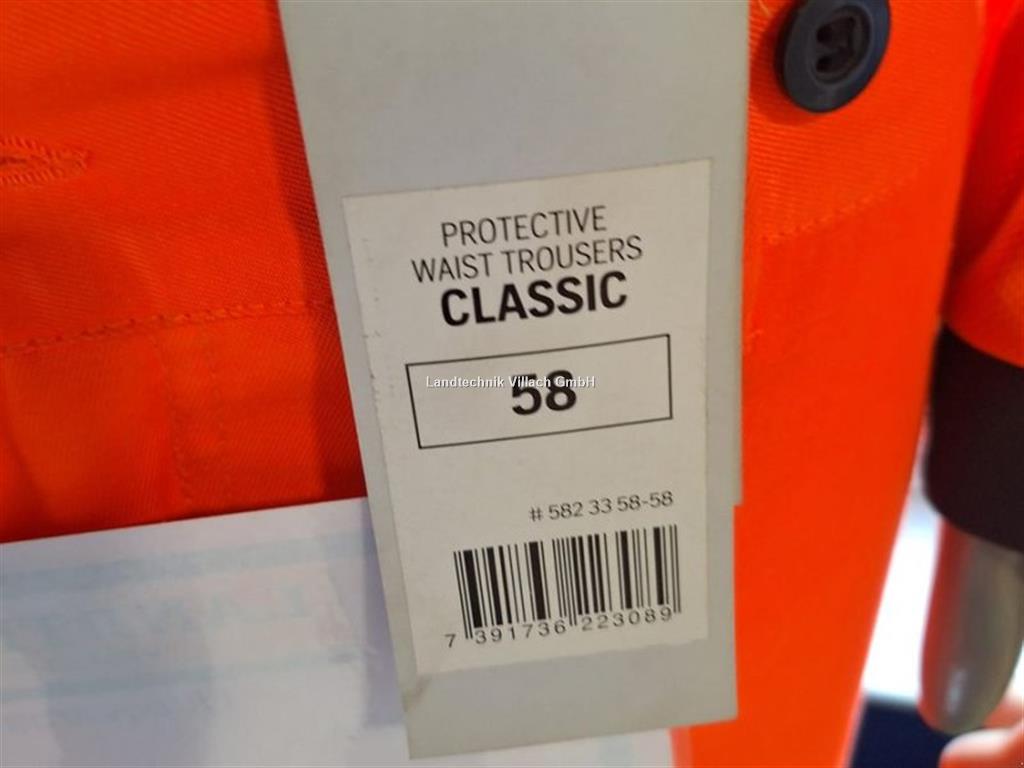 PROTECTIVE
WAIST TROUSERS
CLASSIC
Landtechnik Villach GmbH
58
# 582 33 58-58
7 391736 223089